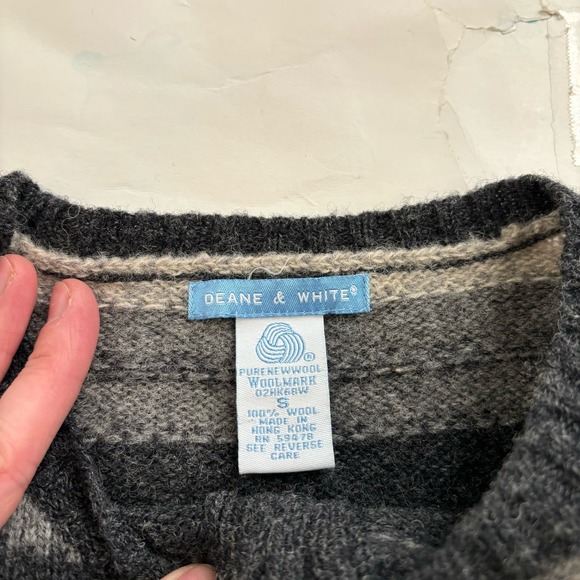 DEANE & WHITE®
®
PURE NEW WOOL
WOOLMARK
02HK68W
S
100% WOOL
MADE IN
HONG KONG
RN 59478
SEE REVERSE
CARE